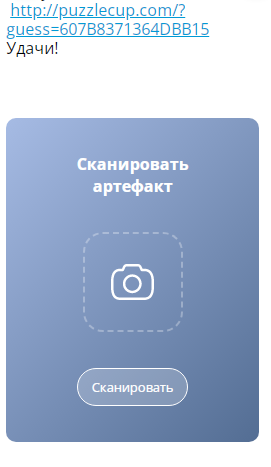 http://puzzlecup.com/?
guess=607B8371364DBB15
Удачи!
Сканировать
артефакт
Сканировать